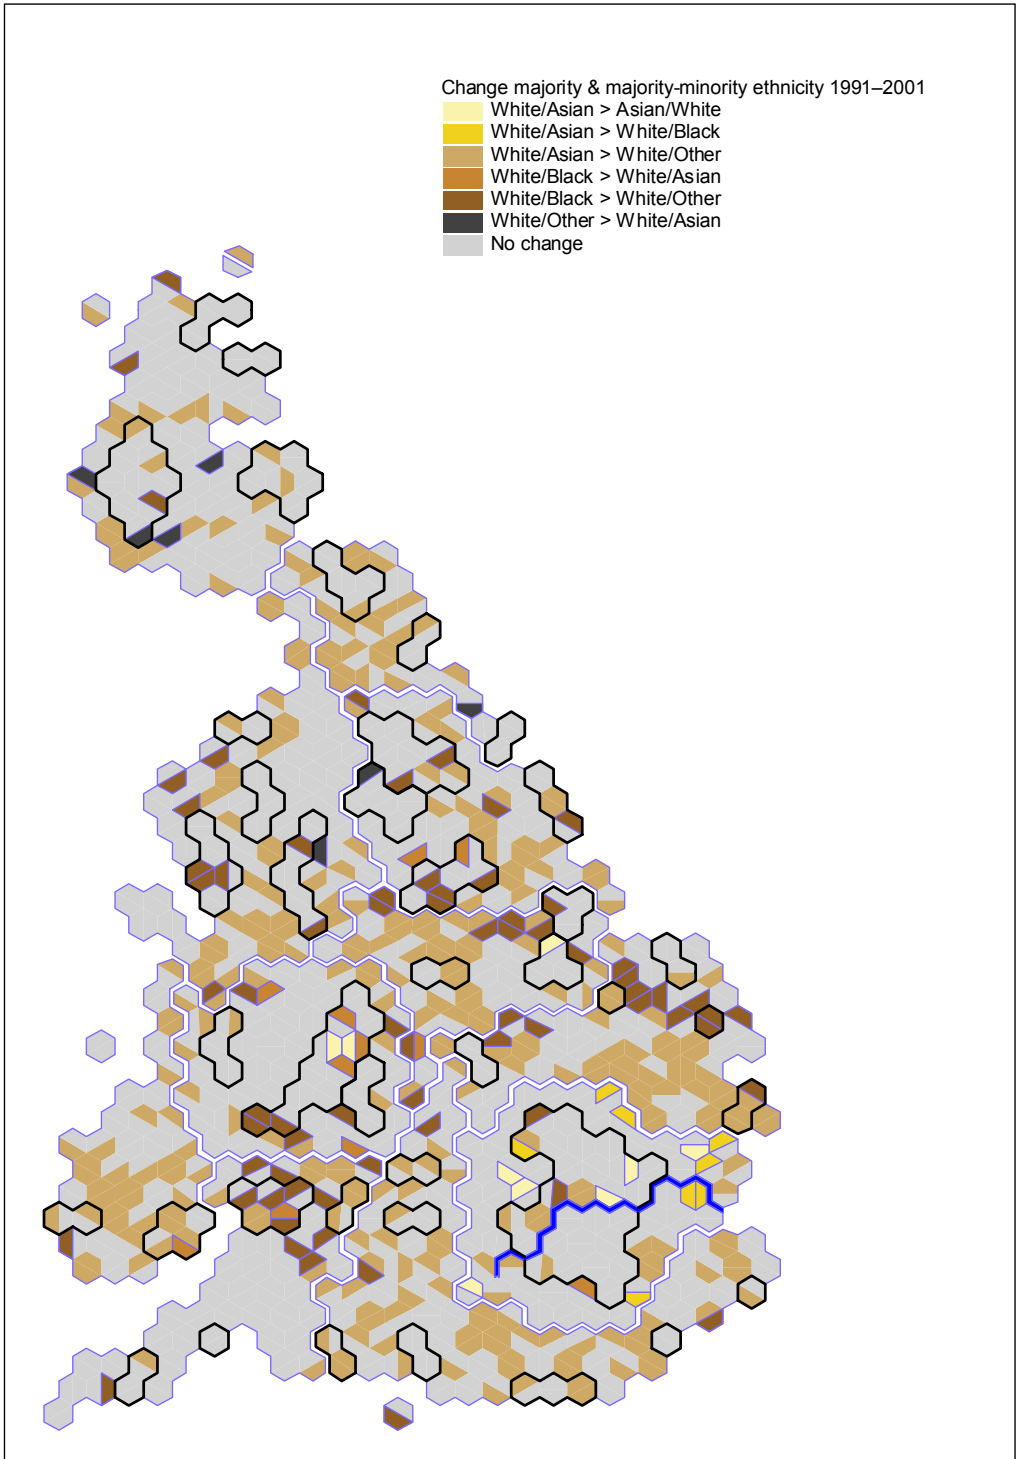 Change majority & majority-minority ethnicity 1991–2001
White/Asian > Asian/White
White/Asian > White/Black
White/Asian > White/Other
White/Black > White/Asian
White/Black > White/Other
White/Other > White/Asian
No change